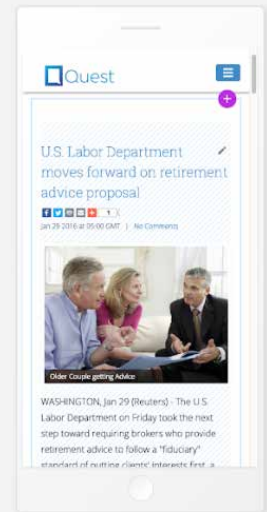 Quest
U.S. Labor Department
moves forward on retirement
advice proposal
1
Jan 29 2016 at 05:00 GMT | No Comments
Older Couple getting Advice
WASHINGTON, Jan 29 (Reuters) - The U.S.
Labor Department on Friday took the next
step toward requiring brokers who provide
retirement advice to follow a "fiduciary"
standard of putting clients' interests first, a